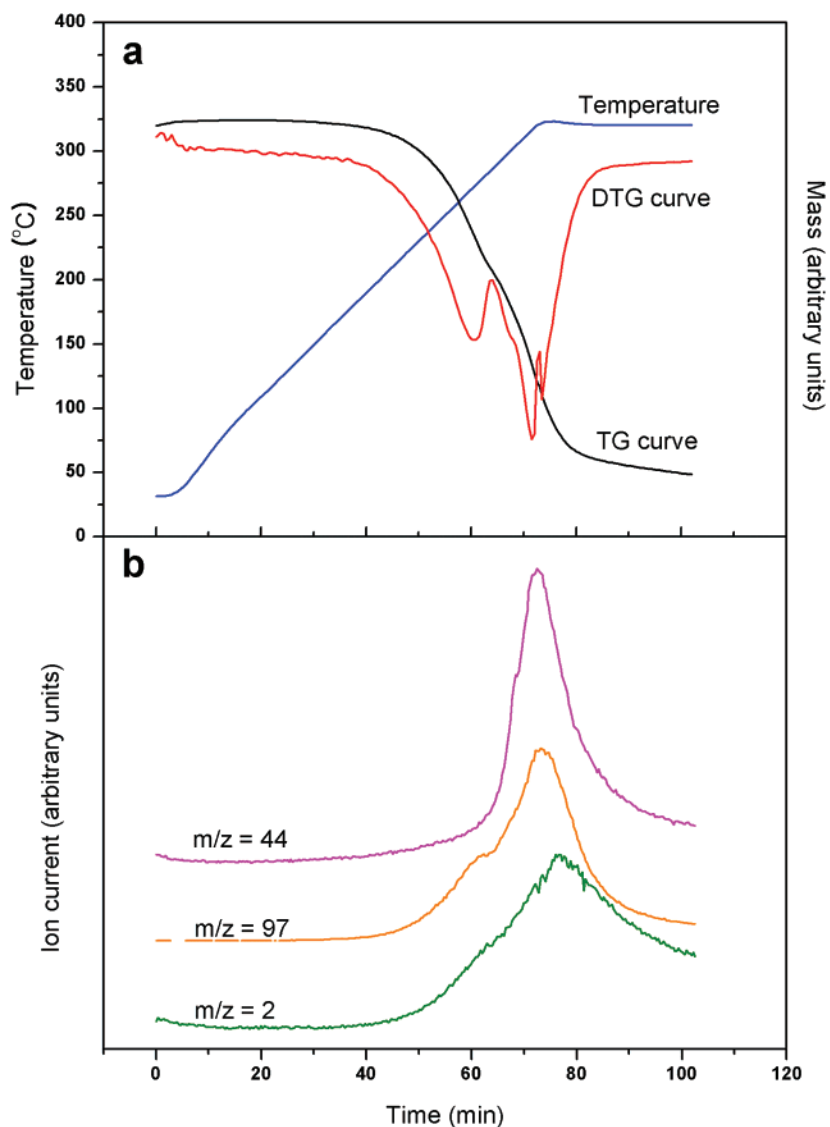 a
400
350
300
250
200
150
100
50
0
Temperature (°C)
Mass (arbitrary units)
Temperature
DTG curve
TG curve
b
Ion current (arbitrary units)
m/z = 44
m/z = 97
m/z = 2
0 20 40 60 80 100 120
Time (min)